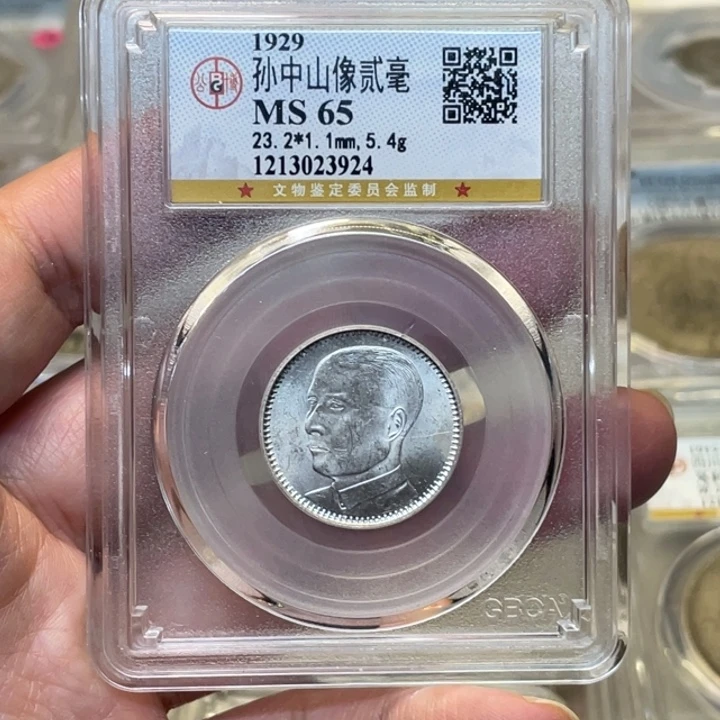 1929
孙中山像贰毫
MS 65
23.2*1.1mm,5.4g
1213023924
文物鉴定委员会监制
GBCA